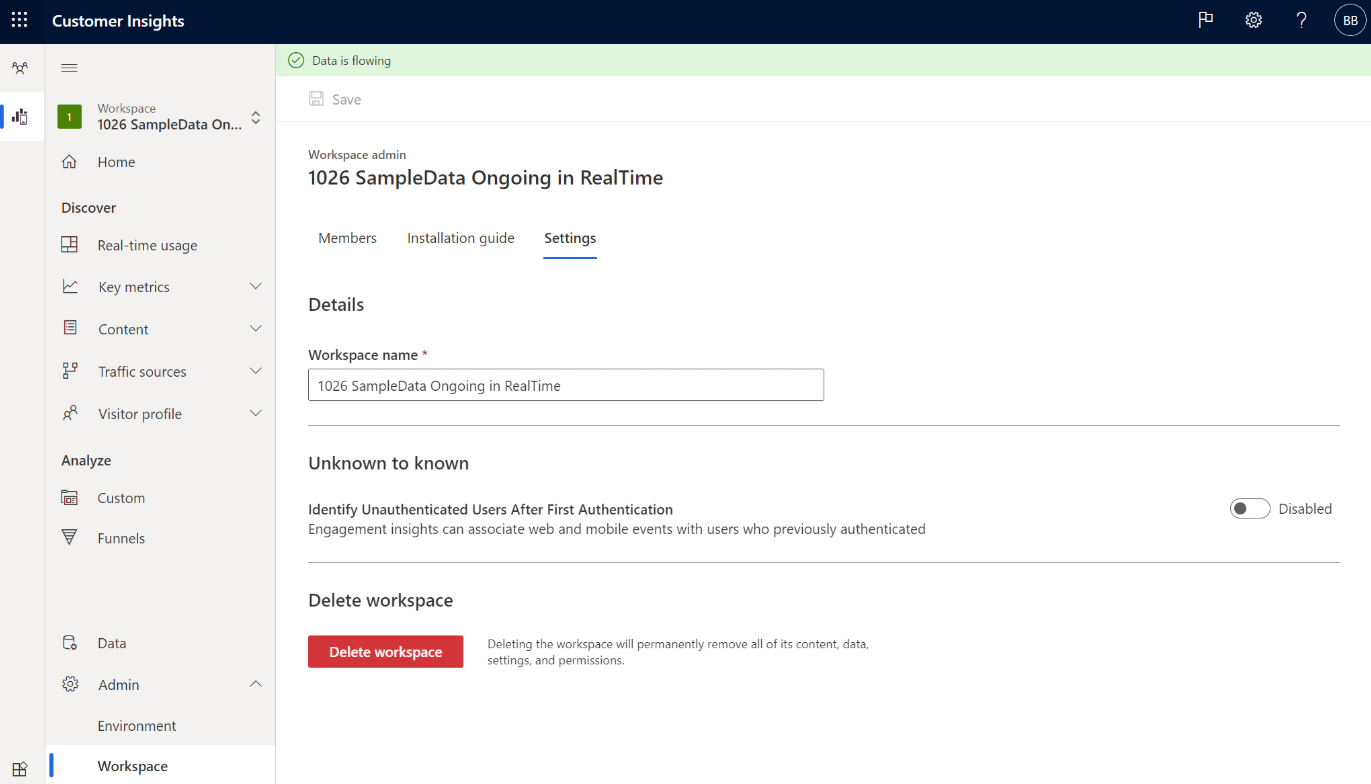 Customer Insights
BB
Data is flowing
Save
1
Workspace
1026 SampleData On...
Home
Discover
Real-time usage
Key metrics
Content
Traffic sources
Visitor profile
Analyze
Custom
Funnels
Data
Admin
Environment
Workspace
Workspace admin
1026 SampleData Ongoing in RealTime
Members
Installation guide
Settings
Details
Workspace name *
1026 SampleData Ongoing in RealTime
Unknown to known
Identify Unauthenticated Users After First Authentication
Engagement insights can associate web and mobile events with users who previously authenticated
Disabled
Delete workspace
Delete workspace
Deleting the workspace will permanently remove all of its content, data,
settings, and permissions.